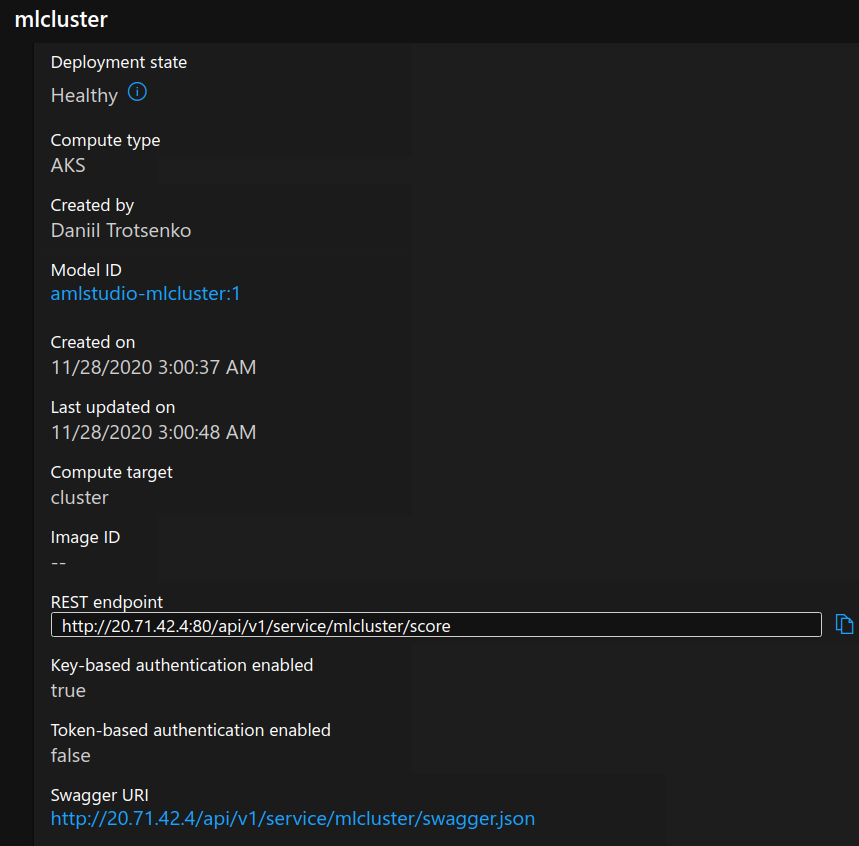 mlcluster
Deployment state
Healthy
Compute type
AKS
Created by
Daniil Trotsenko
Model ID
amlstudio-mlcluster:1
Created on
11/28/2020 3:00:37 AM
Last updated on
11/28/2020 3:00:48 AM
Compute target
cluster
Image ID
--
REST endpoint
http://20.71.42.4:80/api/v1/service/mlcluster/score
Key-based authentication enabled
true
Token-based authentication enabled
false
Swagger URI
http://20.71.42.4/api/v1/service/mlcluster/swagger.json